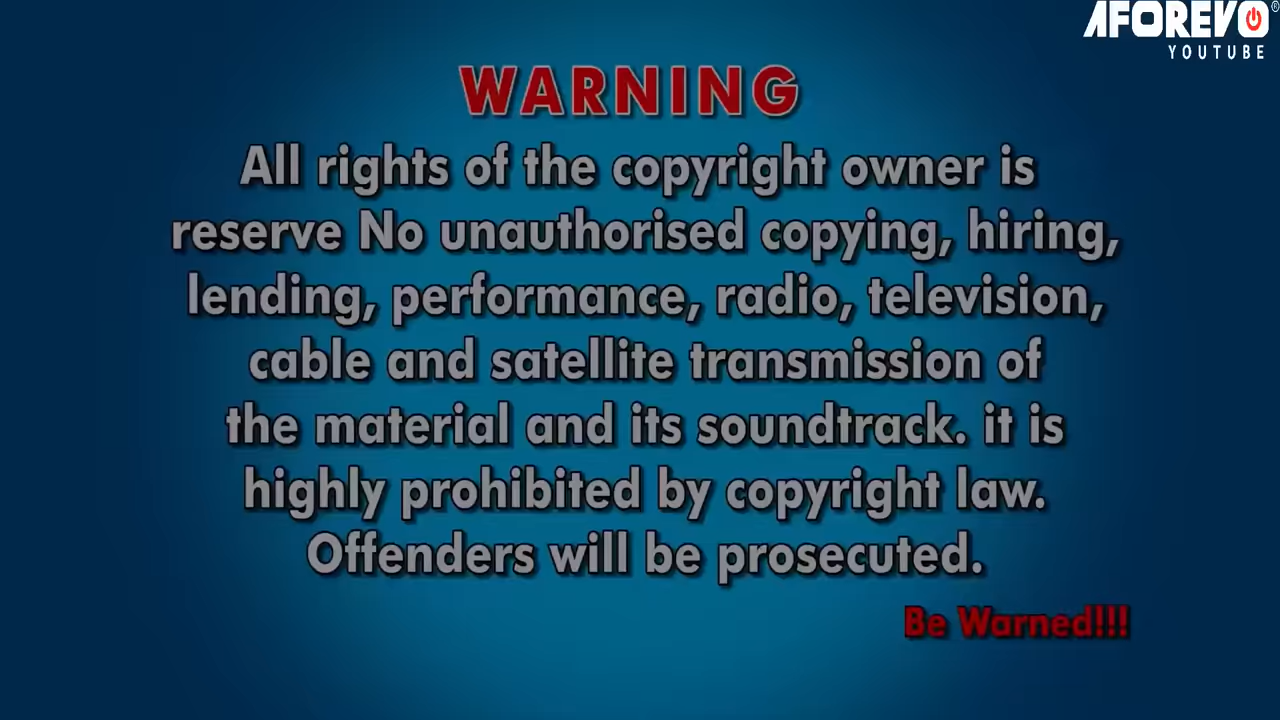 AFOREVO®
YOUTUBE
WARNING
All rights of the copyright owner is
reserve No unauthorised copying, hiring,
lending, performance, radio, television,
cable and satellite transmission of
the material and its soundtrack. it is
highly prohibited by copyright law.
Offenders will be prosecuted.
Be Warned!!!